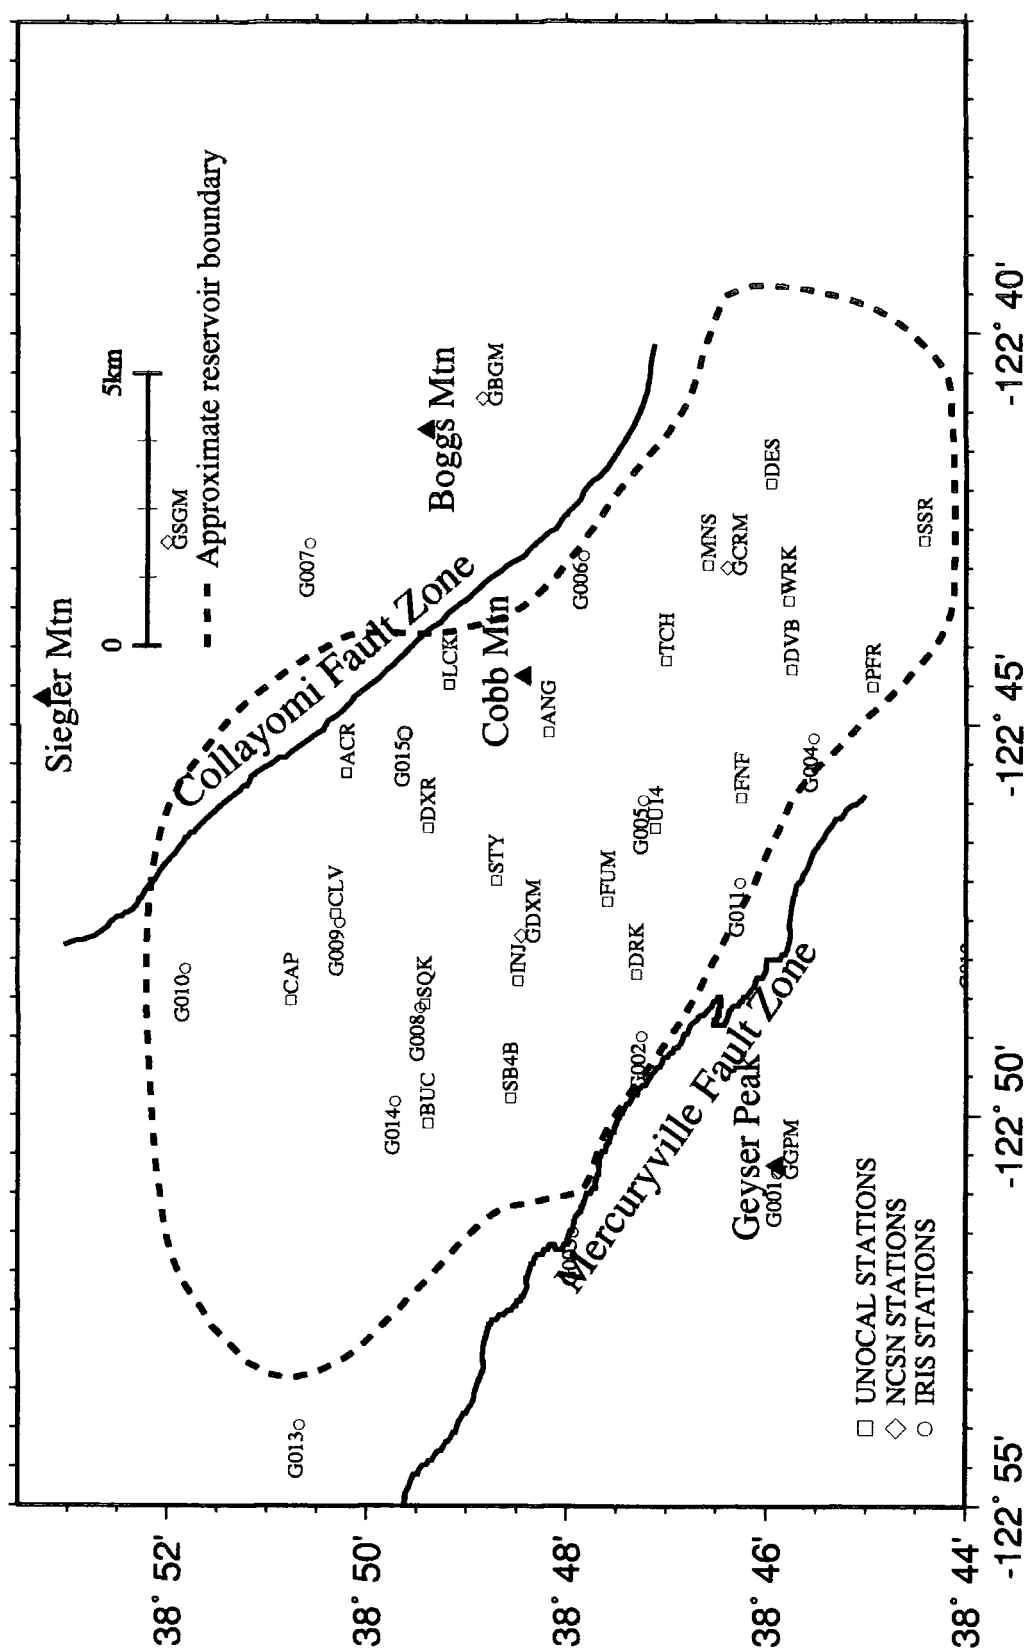 Siegler Mtn
0
5km
GSGM
Approximate reservoir boundary
G007
Boggs Mtn
GBGM
Collayomi Fault Zone
LCK
Cobb Mtn
G006
ANG
ACR
G015
DXR
CLV
G009
G010
CAP
STY
GDXM
INJ
SQK
G008
BUC
G014
SB4B
FUM
DRK
G002
G005
U14
TCH
MNS
GCRM
DES
WRK
DVB
SSR
PFR
FNF
G004
G011
G013
Mercuryville Fault Zone
Geyser Peak
G001
GGPM
UNOCAL STATIONS
NCSN STATIONS
IRIS STATIONS
38° 52'
38° 50'
38° 48'
38° 46'
38° 44'
-122° 55'
-122° 50'
-122° 45'
-122° 40'